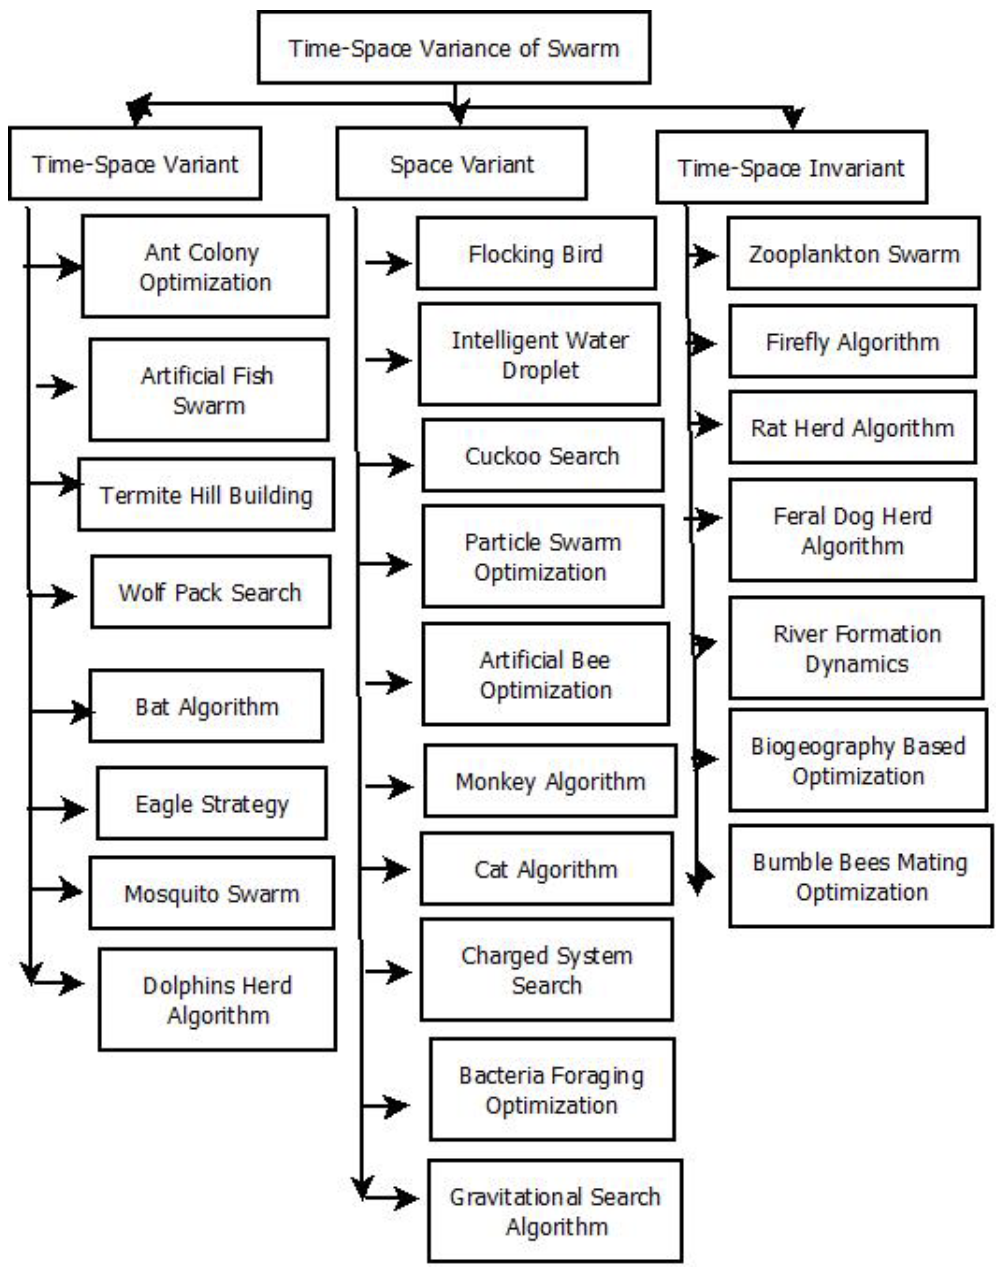 Time-Space Variance of Swarm
Time-Space Variant
Ant Colony
Optimization
Artificial Fish
Swarm
Termite Hill Building
Wolf Pack Search
Bat Algorithm
Eagle Strategy
Mosquito Swarm
Dolphins Herd
Algorithm
Space Variant
Flocking Bird
Intelligent Water
Droplet
Cuckoo Search
Particle Swarm
Optimization
Artificial Bee
Optimization
Monkey Algorithm
Cat Algorithm
Charged System
Search
Bacteria Foraging
Optimization
Gravitational Search
Algorithm
Time-Space Invariant
Zooplankton Swarm
Firefly Algorithm
Rat Herd Algorithm
Feral Dog Herd
Algorithm
River Formation
Dynamics
Biogeography Based
Optimization
Bumble Bees Mating
Optimization